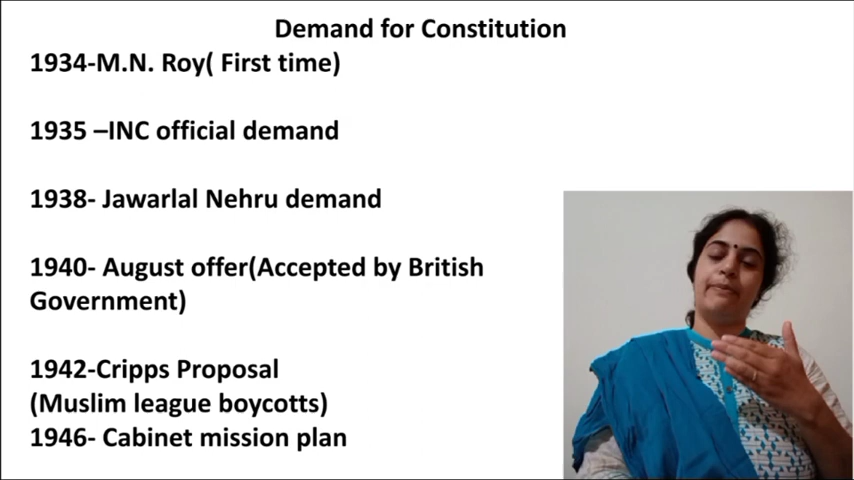 Demand for Constitution
1934-M.N. Roy( First time)
1935 –INC official demand
1938- Jawarlal Nehru demand
1940- August offer(Accepted by British
Government)
1942-Cripps Proposal
(Muslim league boycotts)
1946- Cabinet mission plan